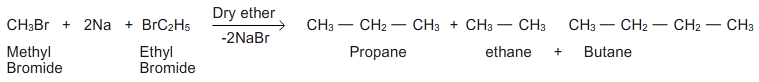 Dry ether
CH₃Br + 2Na + BrC₂H₅ → CH₃ — CH₂ — CH₃ + CH₃ — CH₃ CH₃ — CH₂ — CH₂ — CH₃
-2NaBr
Methyl Ethyl Propane ethane + Butane
Bromide Bromide